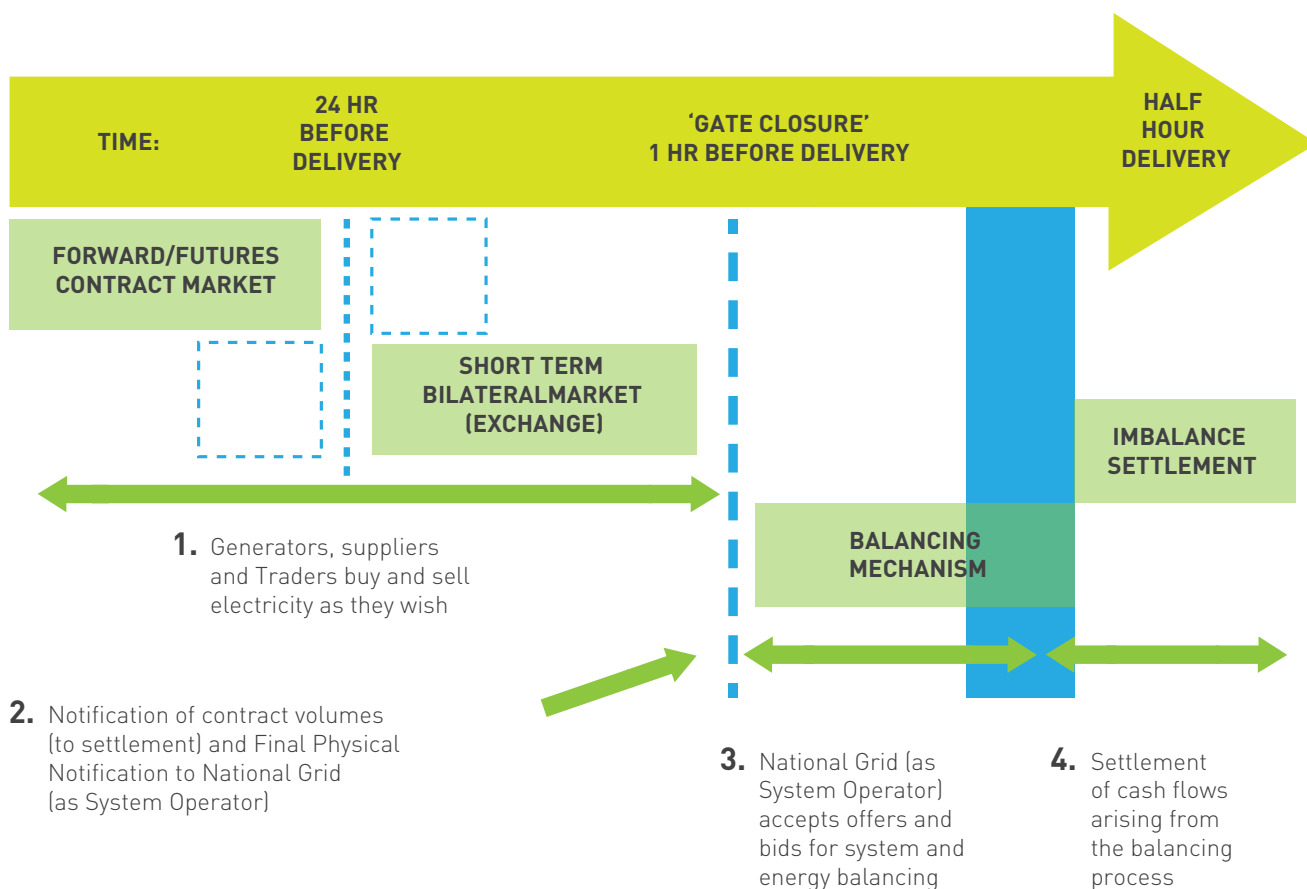 TIME:
24 HR
BEFORE
DELIVERY
‘GATE CLOSURE’
1 HR BEFORE DELIVERY
HALF
HOUR
DELIVERY
FORWARD/FUTURES
CONTRACT MARKET
SHORT TERM
BILATERALMARKET
(EXCHANGE)
IMBALANCE
SETTLEMENT
BALANCING
MECHANISM
1. Generators, suppliers
and Traders buy and sell
electricity as they wish
2. Notification of contract volumes
(to settlement) and Final Physical
Notification to National Grid
(as System Operator)
3. National Grid (as
System Operator)
accepts offers and
bids for system and
energy balancing
4. Settlement
of cash flows
arising from
the balancing
process